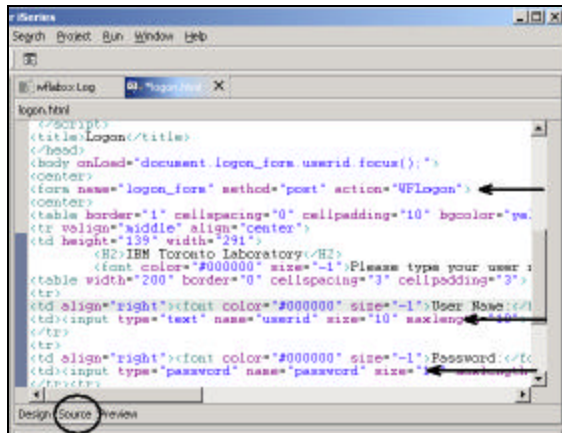 r iSeries
Search Project Run Window Help
wflabxx Log *logon.html X
logon.html
</script>
<title>Logon</title>
</head>
<body onLoad="document.logon_form.userid.focus();">
<center>
<form name="logon_form" method="post" action="WFLogon">
<center>
<table border="1" cellspacing="0" cellpadding="10" bgcolor="ye
<tr valign="middle" align="center">
<td height="139" width="291">
<H2>IBM Toronto Laboratory</H2>
<font color="#000000" size="-1">Please type your user
<table width="200" border="0" cellspacing="3" cellpadding="3">
<tr>
<td align="right"><font color="#000000" size="-1">User Name:</
<td><input type="text" name="userid" size="10" maxlength="10"
</tr>
<tr>
<td align="right"><font color="#000000" size="-1">Password:</fo
<td><input type="password" name="password" size= maxlength
</tr><tr>
Design Source Preview